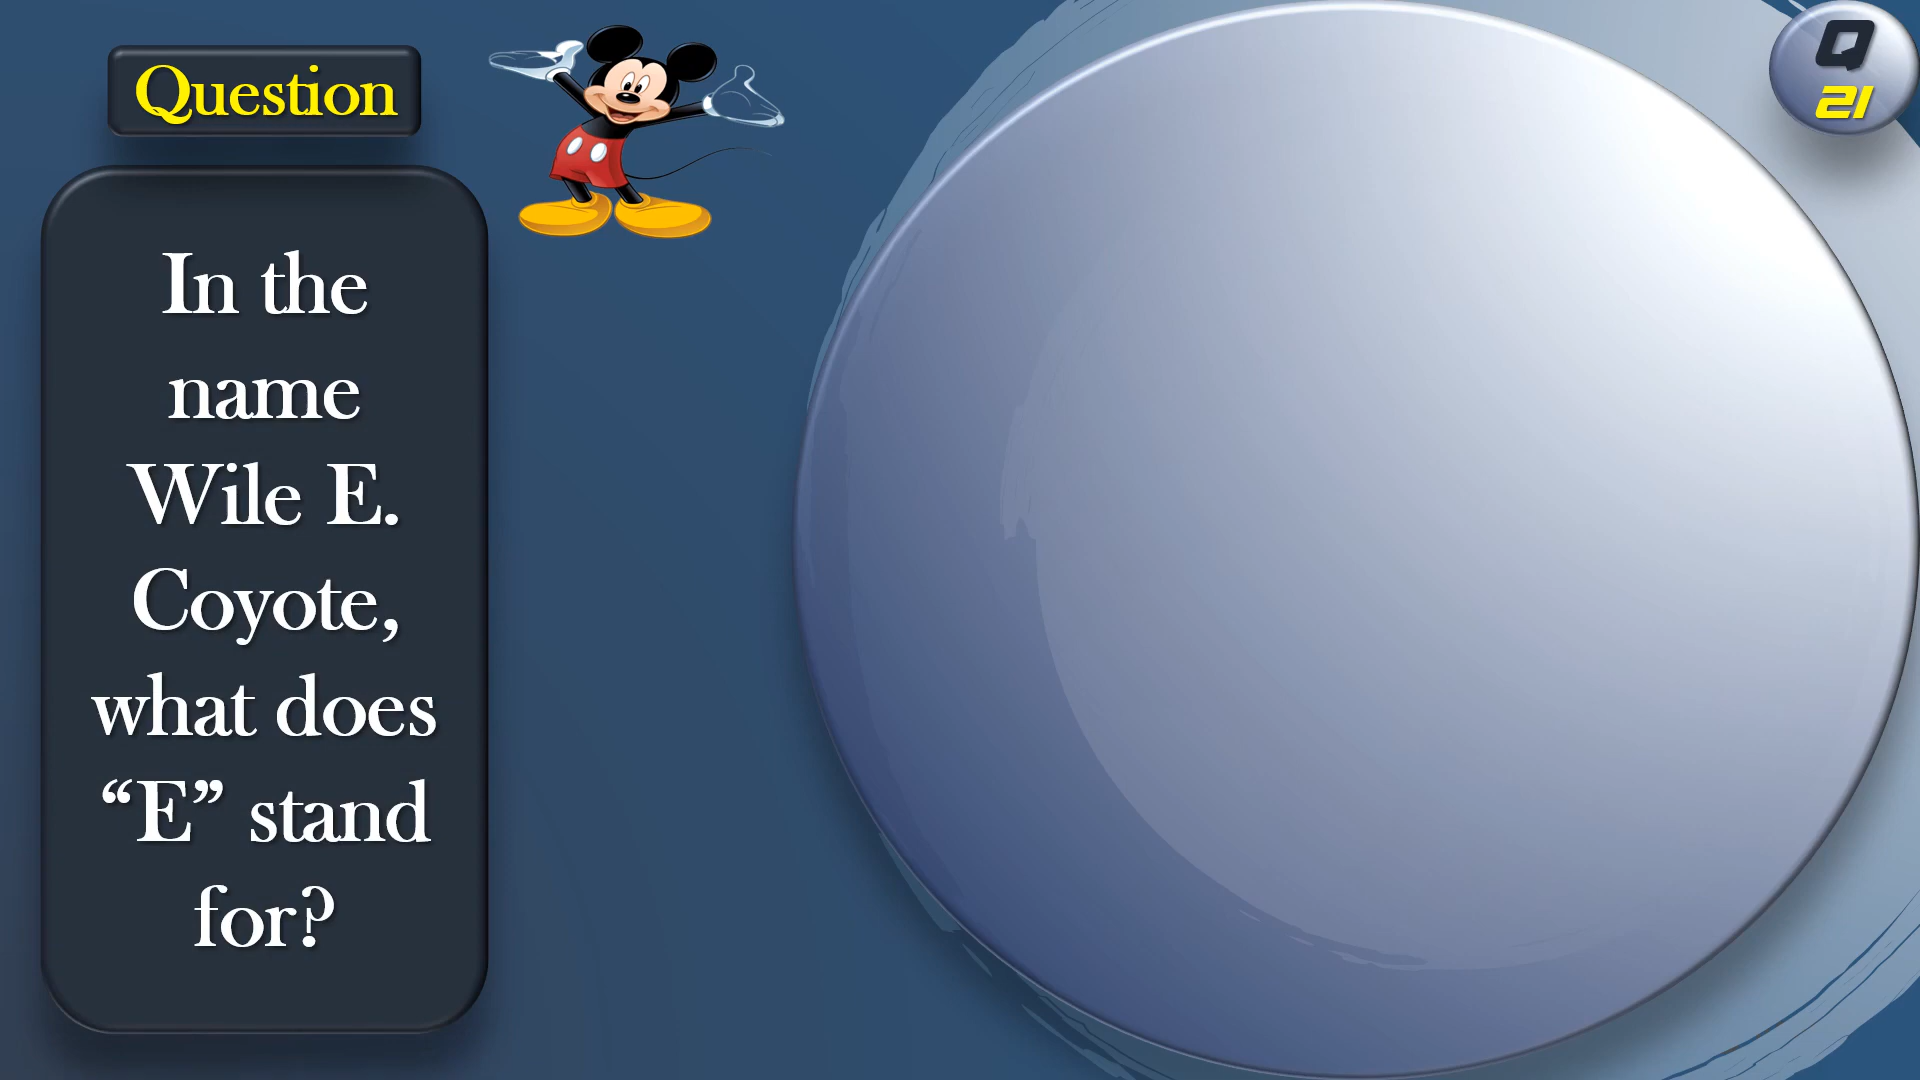 Question
In the
name
Wile E.
Coyote,
what does
“E” stand
for?
Q
21